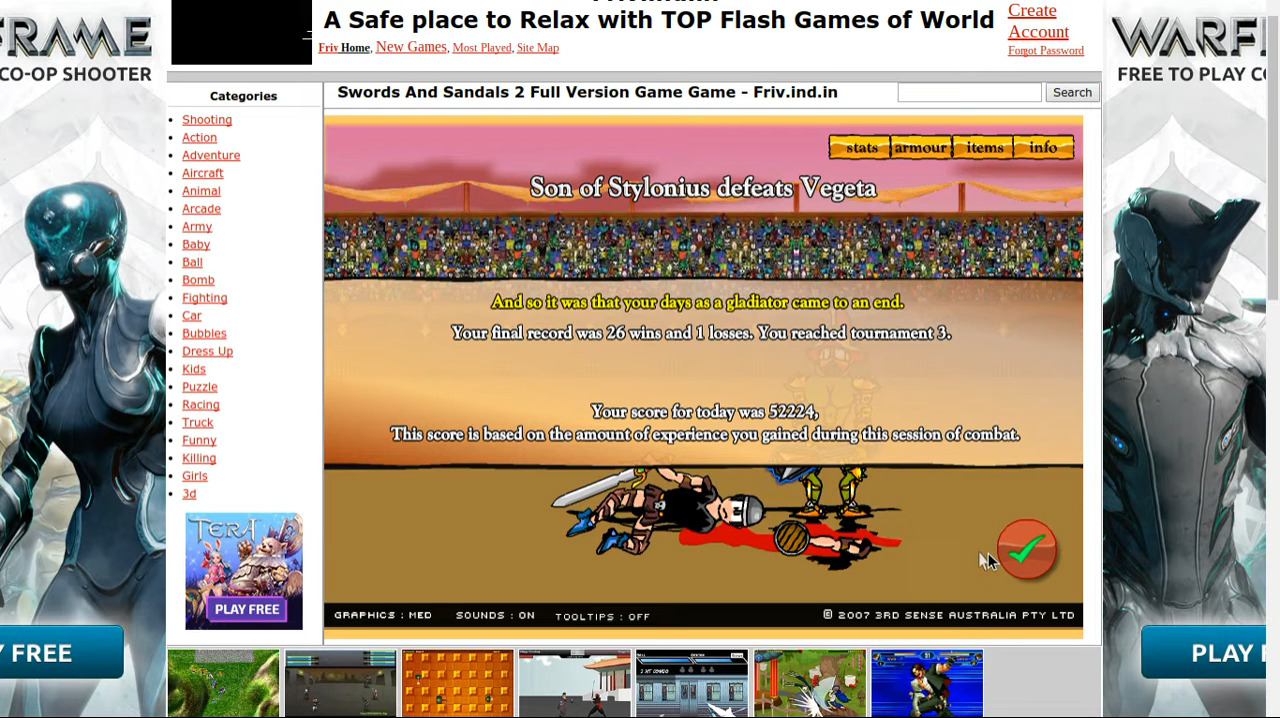 A Safe place to Relax with TOP Flash Games of World
Friv Home, New Games, Most Played, Site Map
Create
Account
Forgot Password
FRAME
CO-OP SHOOTER
FREE TO PLAY
Categories
Shooting
Action
Adventure
Aircraft
Animal
Arcade
Army
Baby
Ball
Bomb
Fighting
Car
Bubbles
Dress Up
Kids
Puzzle
Racing
Truck
Funny
Killing
Girls
3d
TERA
PLAY FREE
FREE
Swords And Sandals 2 Full Version Game Game - Friv.ind.in
Search
stats armour items info
Son of Stylonius defeats Vegeta
And so it was that your days as a gladiator came to an end.
Your final record was 26 wins and 1 losses. You reached tournament 3.
Your score for today was 52224,
This score is based on the amount of experience you gained during this session of combat.
GRAPHICS : MED SOUNDS : ON TOOLTIPS : OFF
© 2007 3RD SENSE AUSTRALIA PTY LTD
PLAY